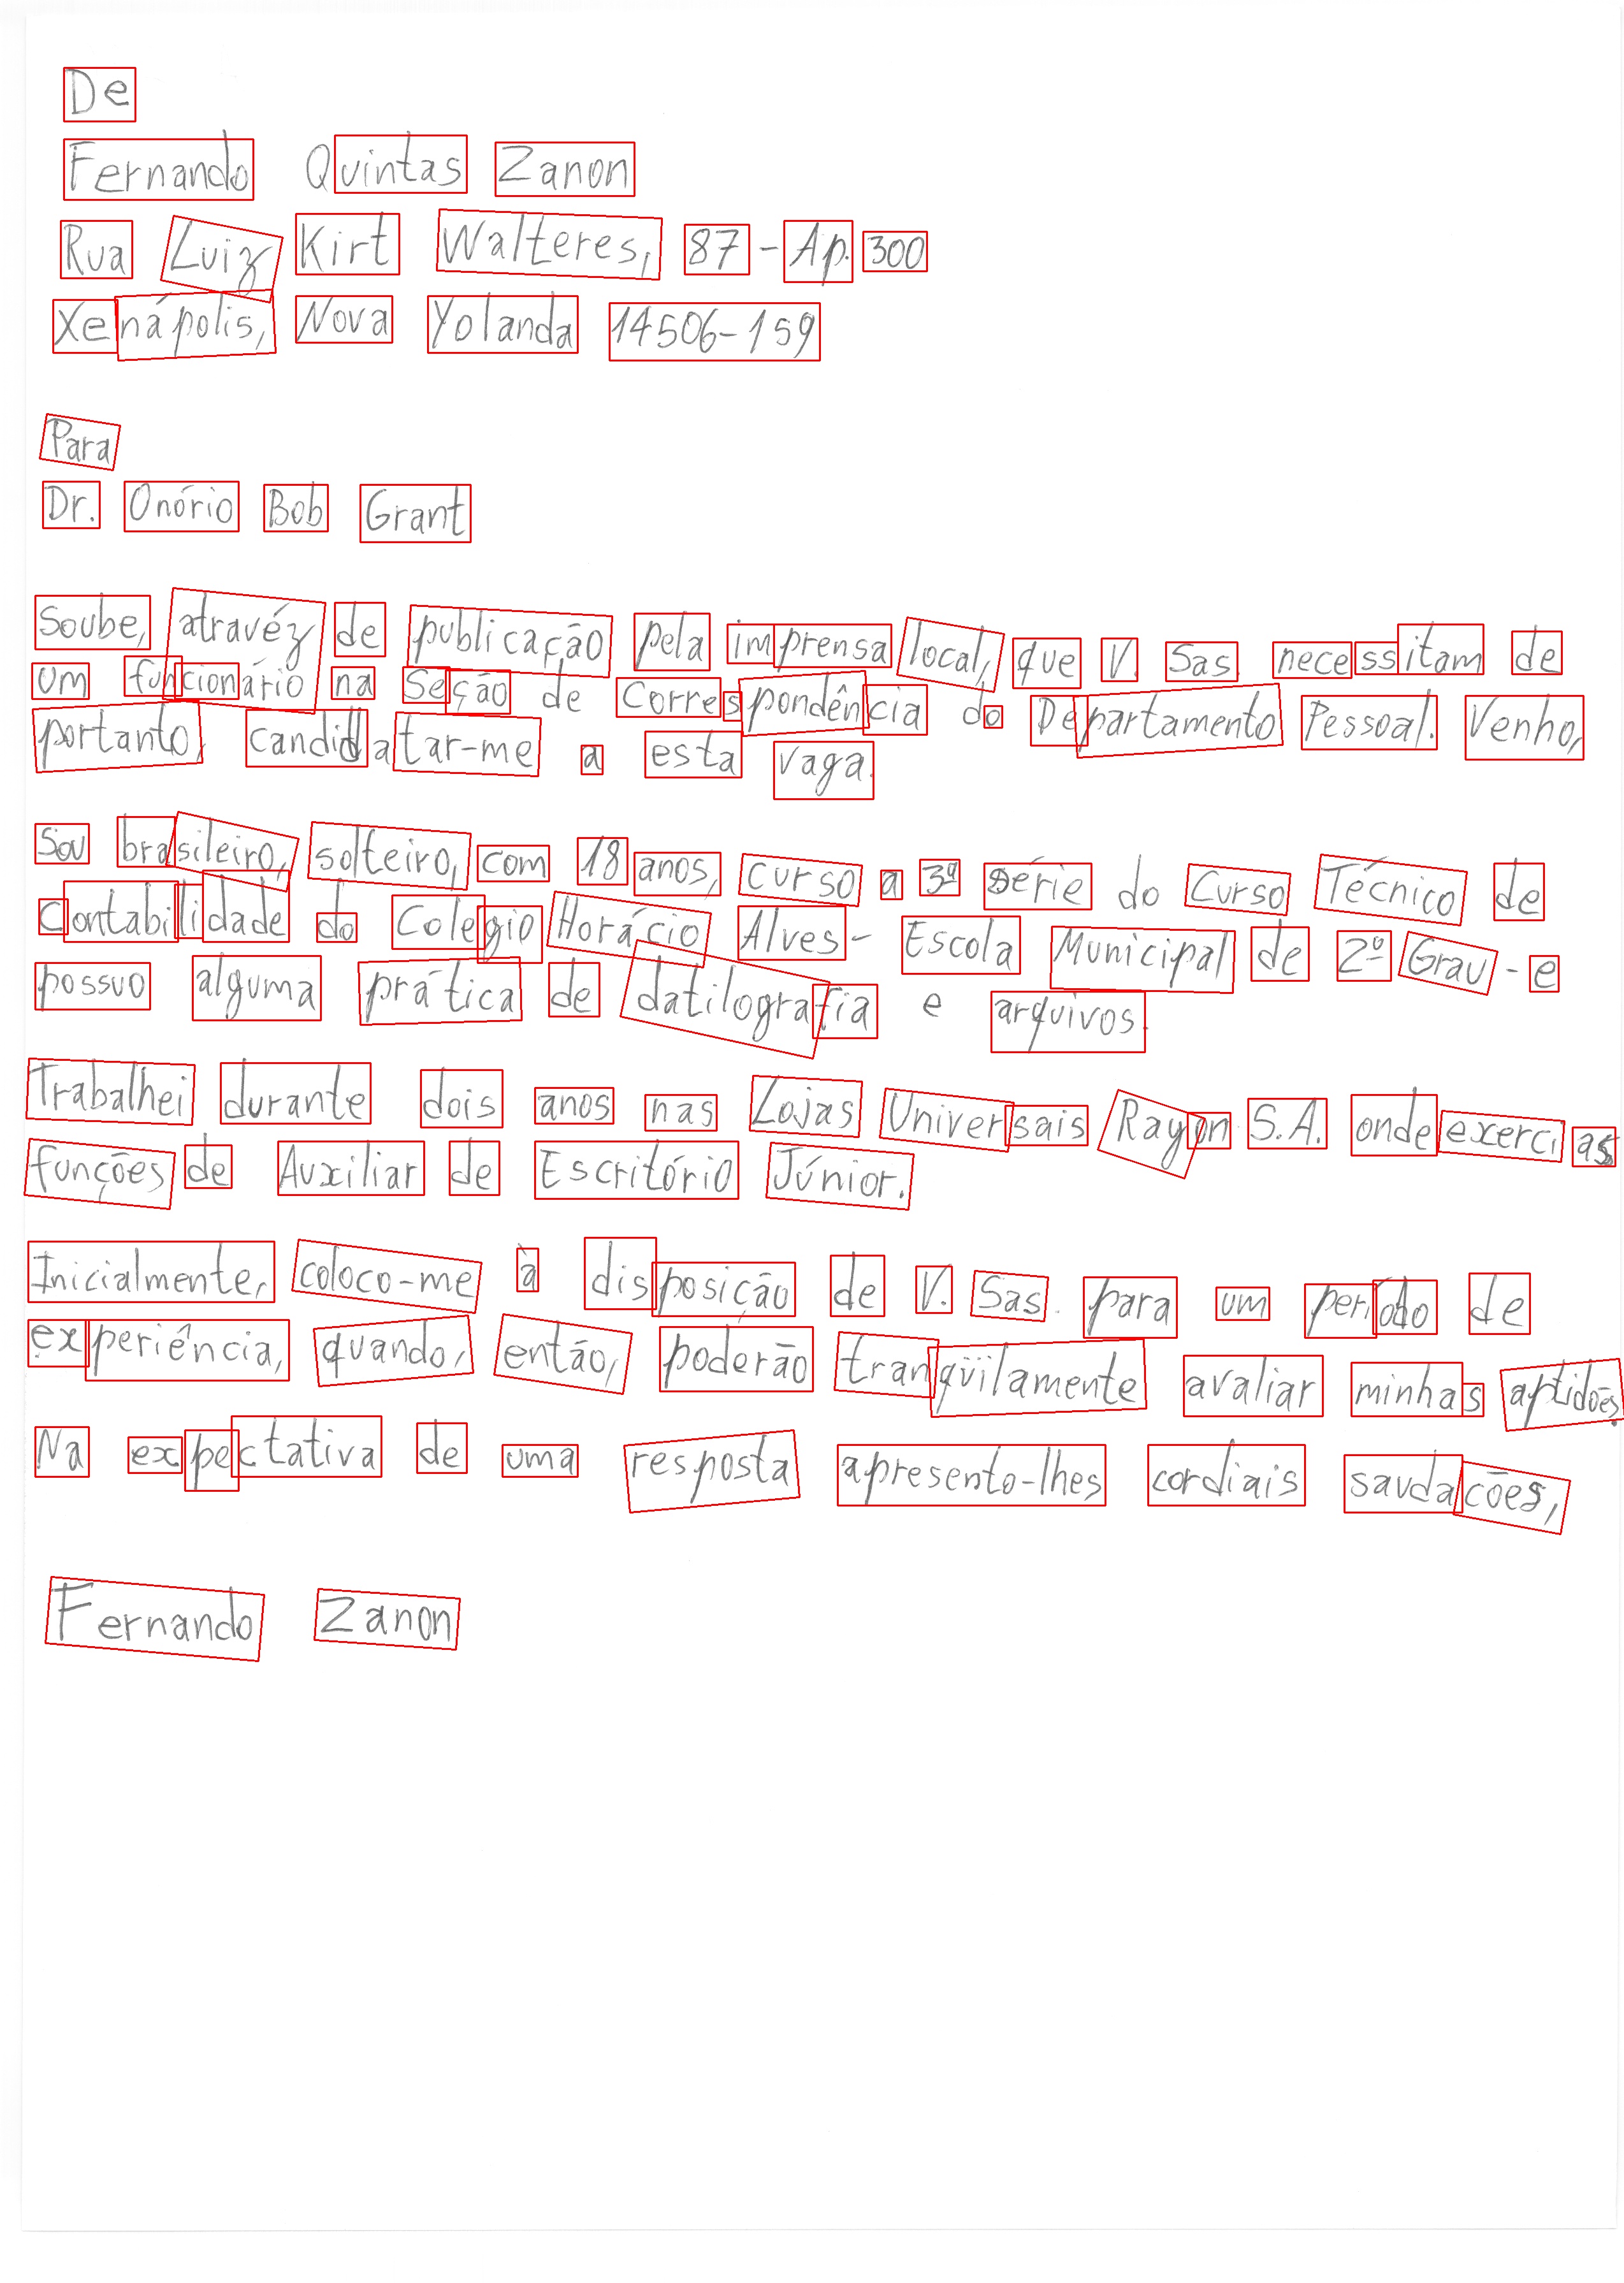 De
Fernando Quintas Zanon
Rua Luiz Kirt Walteres, 87 - Ap. 300
Xenápolis, Nova Yolanda 14506-159
Para
Dr. Onório Bob Grant
Soube, atravéz de publicação pela imprensa local, que V. Sas. necessitam de
um funcionário na Seção de Correspondência do Departamento Pessoal. Venho,
portanto, candidatar-me a esta vaga.
Sou brasileiro, solteiro, com 18 anos, curso a 3ª série do Curso Técnico de
Contabilidade do Colegio Horácio Alves - Escola Municipal de 2º Grau - e
possuo alguma prática de datilografia e arquivos.
Trabalhei durante dois anos nas Lojas Universais Rayon S.A. onde exerci as
funções de Auxiliar de Escritório Júnior.
Inicialmente, coloco-me à disposição de V. Sas. para um período de
experiência, quando, então, poderão tranqüilamente avaliar minhas aptidões.
Na expectativa de uma resposta apresento-lhes cordiais saudacões,
Fernando Zanon